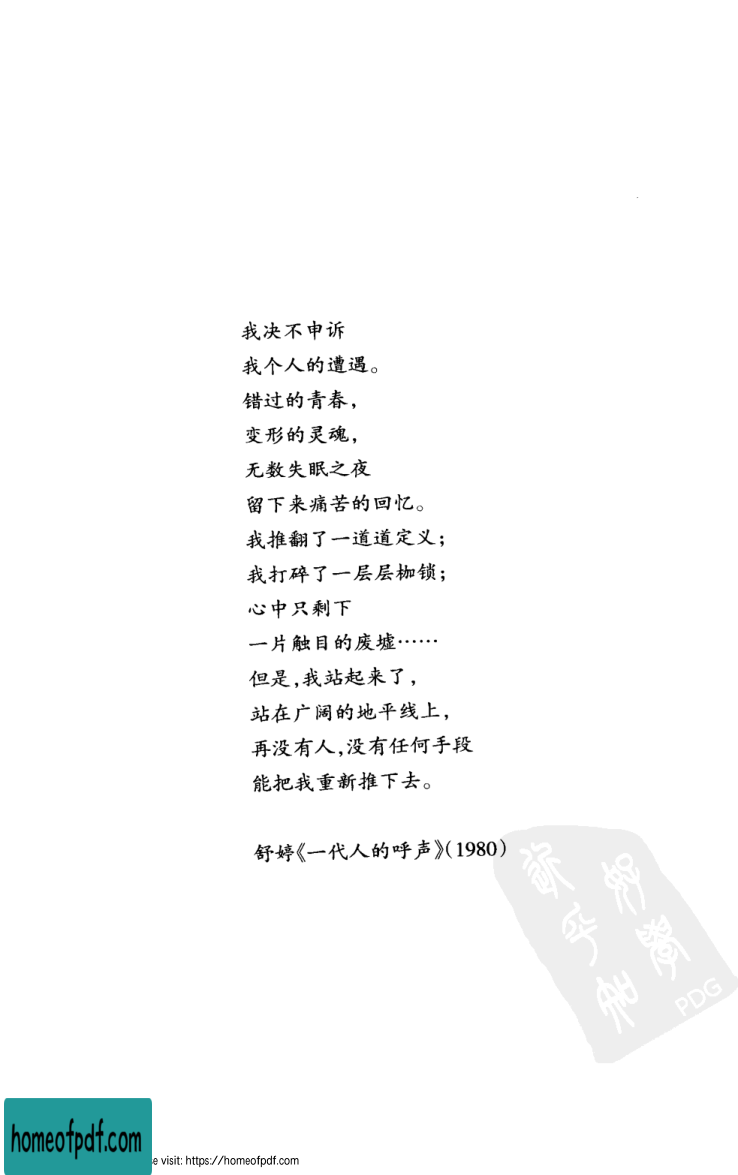 我决不申诉
我个人的遭遇。
错过的青春，
变形的灵魂，
无数失眠之夜
留下来痛苦的回忆。
我推翻了一道道定义；
我打碎了一层层枷锁；
心中只剩下
一片触目的废墟……
但是，我站起来了，
站在广阔的地平线上，
再没有人，没有任何手段
能把我重新推下去。
舒婷《一代人的呼声》（1980）
PDG
homeofpdf.com
se visit: https://homeofpdf.com